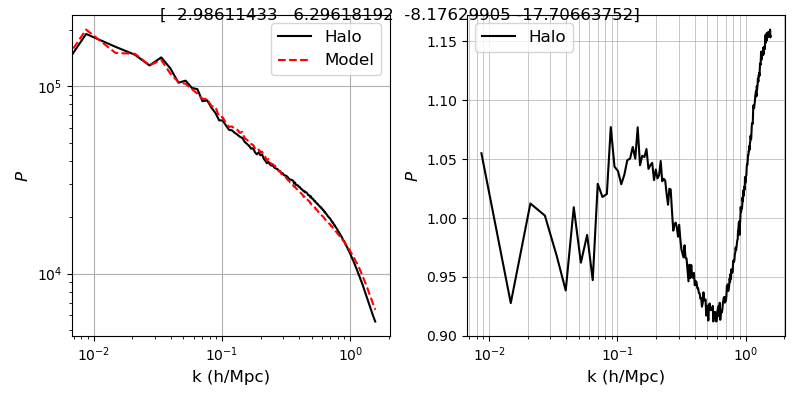 [ 2.98611433 6.29618192 -8.17629905 -17.70663752]
Halo
Model
10^5
10^4
P
10^-2
10^-1
10^0
k (h/Mpc)
Halo
1.15
1.10
1.05
1.00
0.95
0.90
P
10^-2
10^-1
10^0
k (h/Mpc)